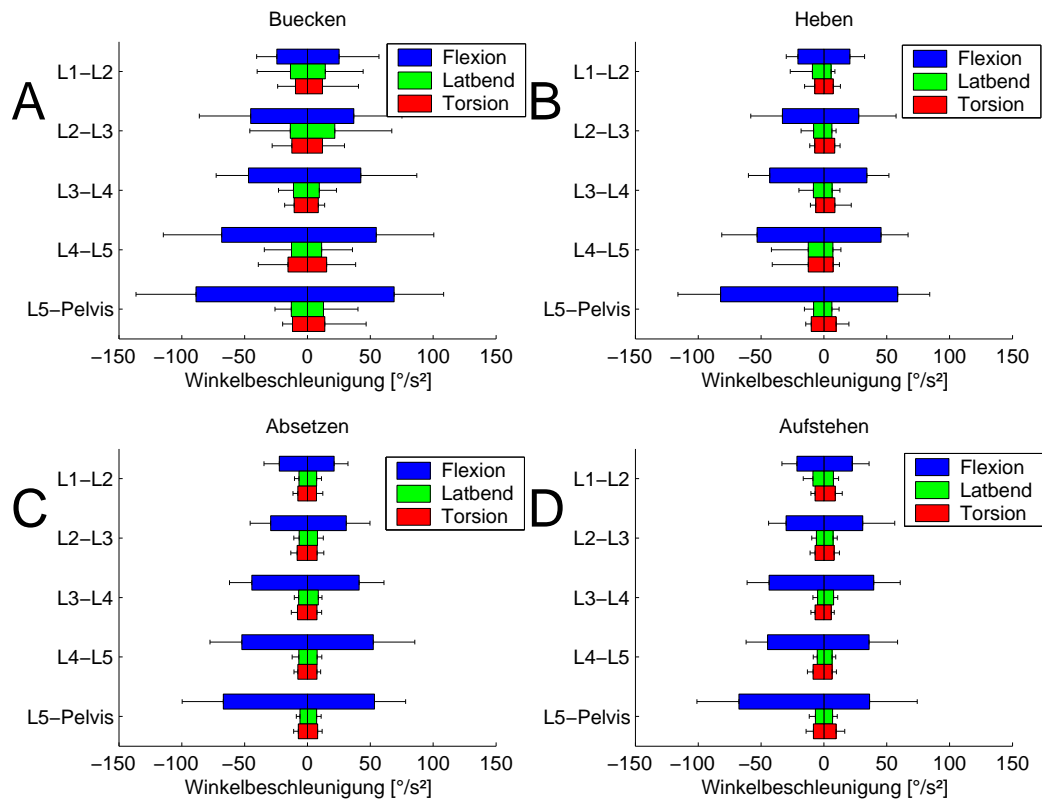 Buecken
A
Flexion
Latbend
Torsion
L1−L2
L2−L3
L3−L4
L4−L5
L5−Pelvis
−150 −100 −50 0 50 100 150
Winkelbeschleunigung [°/s²]
Heben
B
Flexion
Latbend
Torsion
L1−L2
L2−L3
L3−L4
L4−L5
L5−Pelvis
−150 −100 −50 0 50 100 150
Winkelbeschleunigung [°/s²]
Absetzen
C
Flexion
Latbend
Torsion
L1−L2
L2−L3
L3−L4
L4−L5
L5−Pelvis
−150 −100 −50 0 50 100 150
Winkelbeschleunigung [°/s²]
Aufstehen
D
Flexion
Latbend
Torsion
L1−L2
L2−L3
L3−L4
L4−L5
L5−Pelvis
−150 −100 −50 0 50 100 150
Winkelbeschleunigung [°/s²]